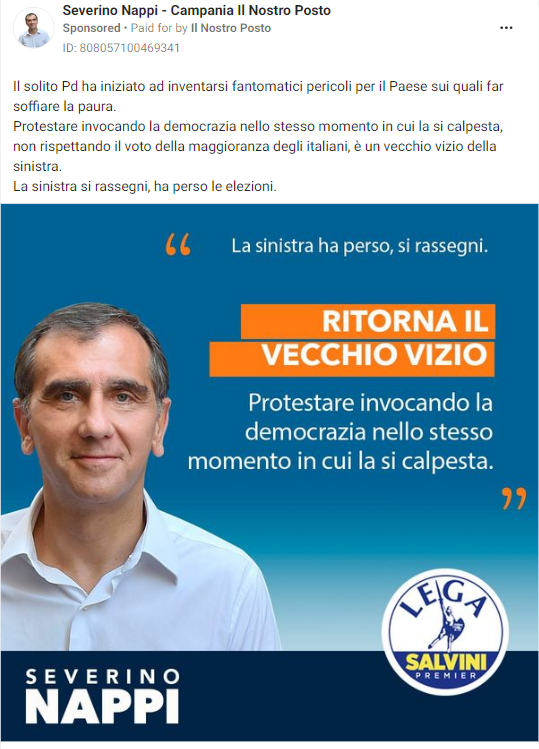 Severino Nappi - Campania Il Nostro Posto
Sponsored • Paid for by Il Nostro Posto
ID: 808057100469341
Il solito Pd ha iniziato ad inventarsi fantomatici pericoli per il Paese sui quali far
soffiare la paura.
Protestare invocando la democrazia nello stesso momento in cui la si calpesta,
non rispettando il voto della maggioranza degli italiani, è un vecchio vizio della
sinistra.
La sinistra si rassegni, ha perso le elezioni.
“ La sinistra ha perso, si rassegni.
RITORNA IL
VECCHIO VIZIO
Protestare invocando la
democrazia nello stesso
momento in cui la si calpesta.
”
LEGA
SALVINI
PREMIER
SEVERINO
NAPPI